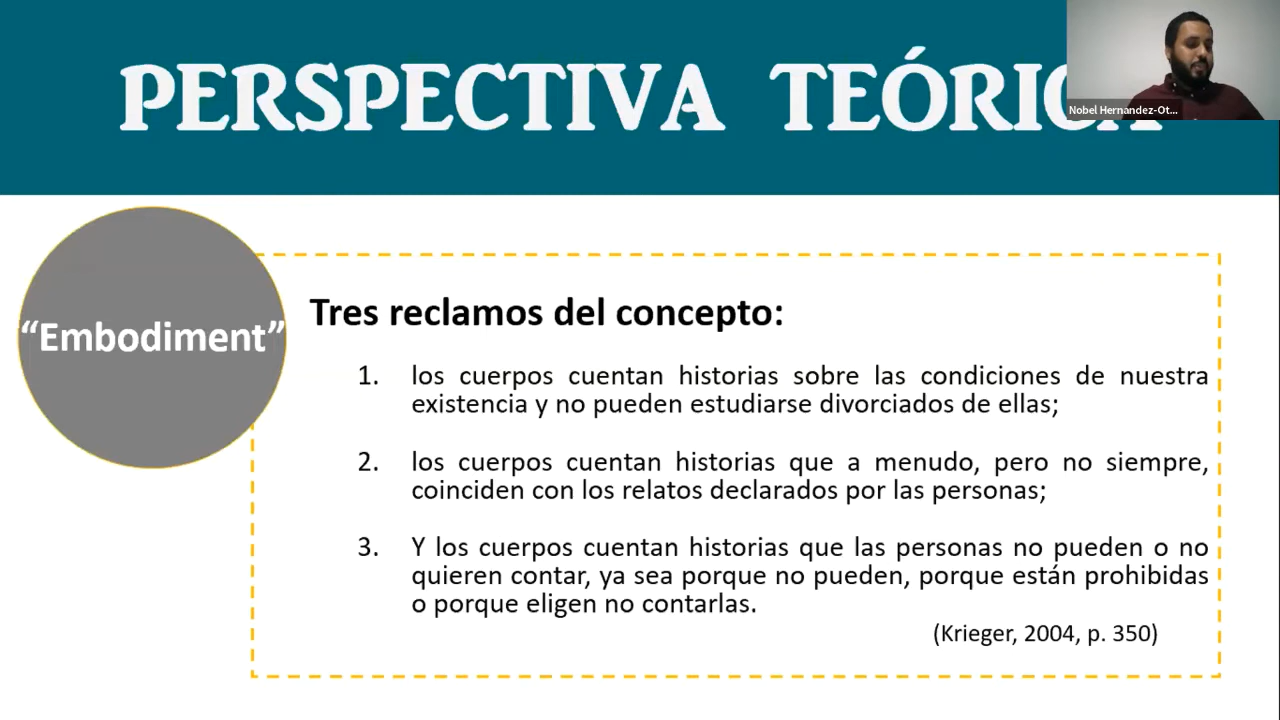 PERSPECTIVA TEÓRICA
Nobel Hernandez-Ot...
“Embodiment”
Tres reclamos del concepto:
1. los cuerpos cuentan historias sobre las condiciones de nuestra
existencia y no pueden estudiarse divorciados de ellas;
2. los cuerpos cuentan historias que a menudo, pero no siempre,
coinciden con los relatos declarados por las personas;
3. Y los cuerpos cuentan historias que las personas no pueden o no
quieren contar, ya sea porque no pueden, porque están prohibidas
o porque eligen no contarlas.
(Krieger, 2004, p. 350)